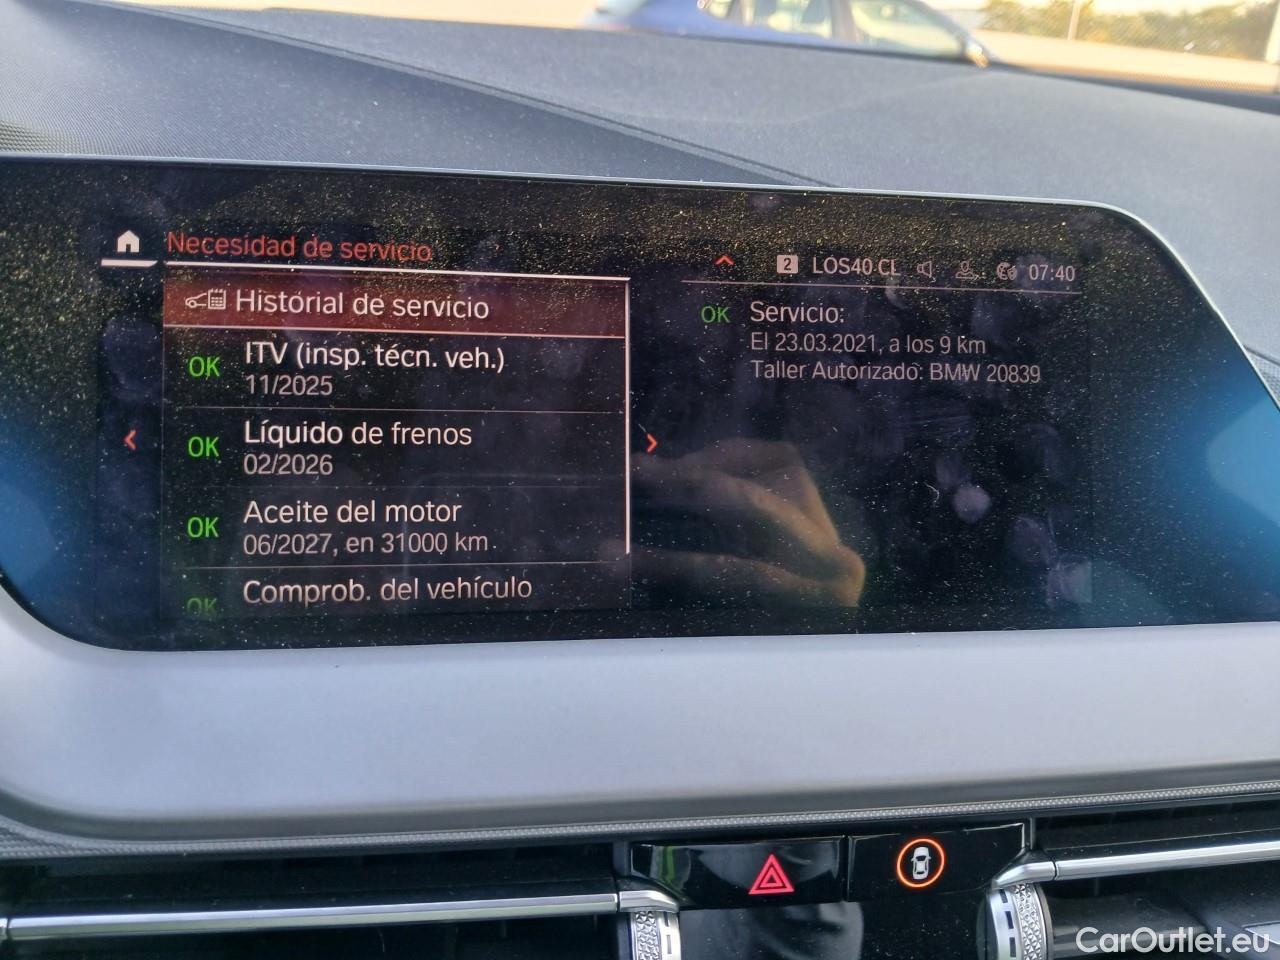 Necesidad de servicio
2 LOS40 CL 07:40
Historial de servicio
OK ITV (insp. técn. veh.)
11/2025
OK Líquido de frenos
02/2026
OK Aceite del motor
06/2027, en 31000 km
OK Comprob. del vehículo
OK Servicio:
El 23.03.2021, a los 9 km
Taller Autorizado: BMW 20839
CarOutlet.eu